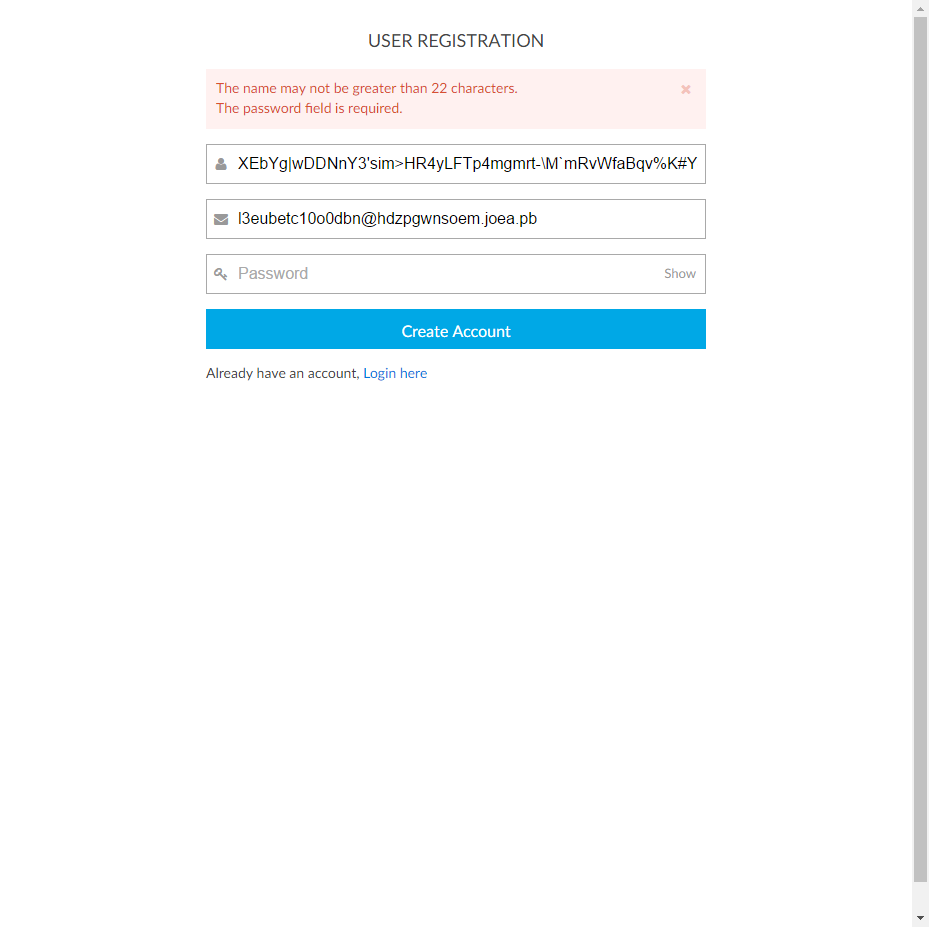 USER REGISTRATION
The name may not be greater than 22 characters.
The password field is required.
XEbYg|wDDNnY3'sim>HR4yLFTp4mgmrt-\M`mRvWfaBqv%K#Y
l3eubetc10o0dbn@hdzpgwnsoem.joea.pb
Password Show
Create Account
Already have an account, Login here